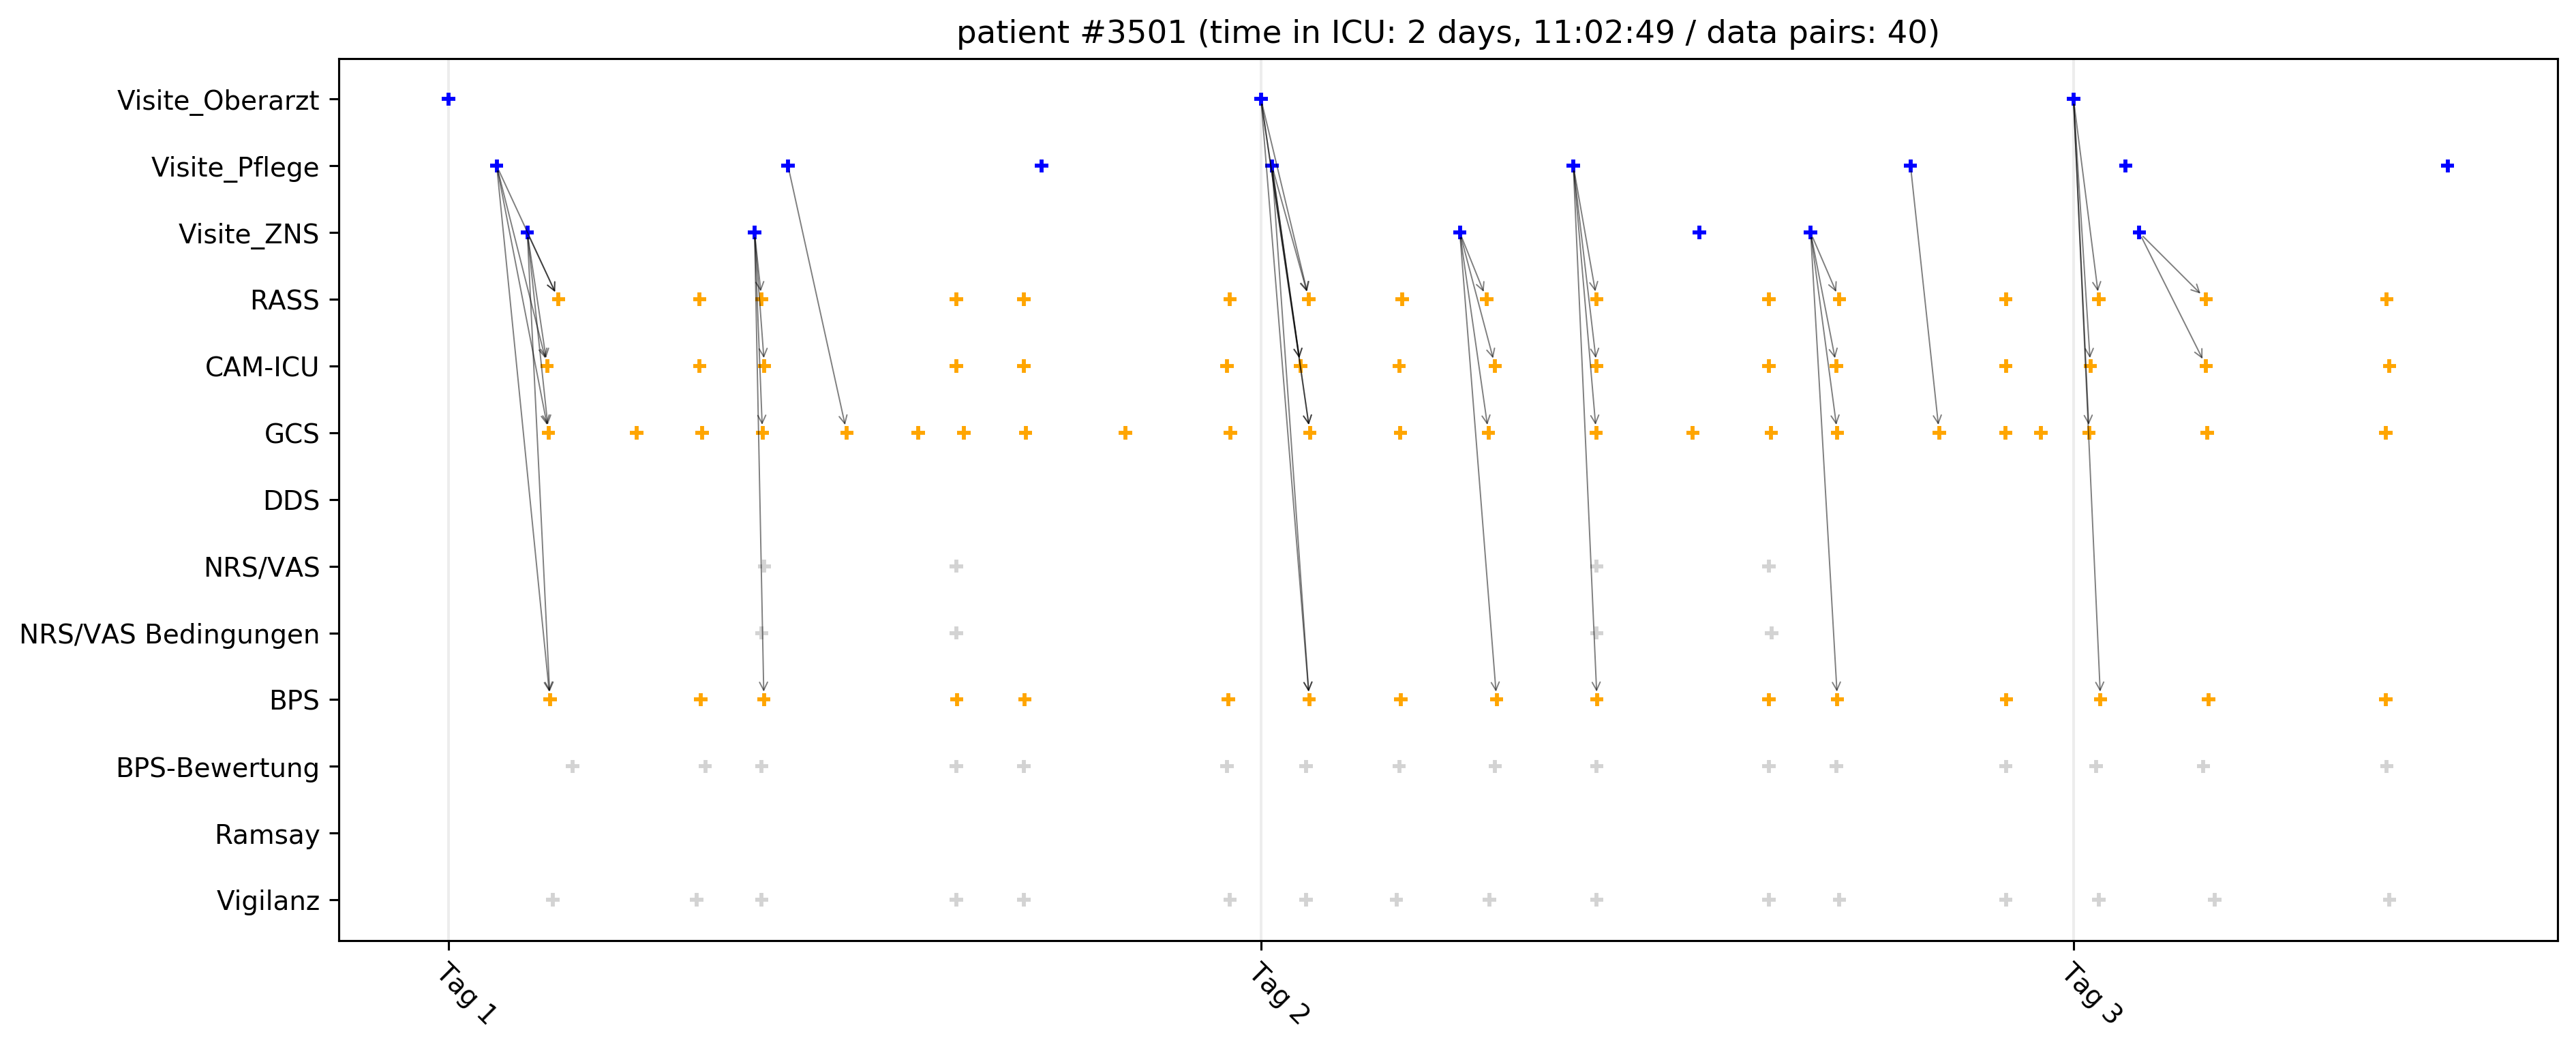 patient #3501 (time in ICU: 2 days, 11:02:49 / data pairs: 40)
Visite_Oberarzt
Visite_Pflege
Visite_ZNS
RASS
CAM-ICU
GCS
DDS
NRS/VAS
NRS/VAS Bedingungen
BPS
BPS-Bewertung
Ramsay
Vigilanz
Tag 1
Tag 2
Tag 3